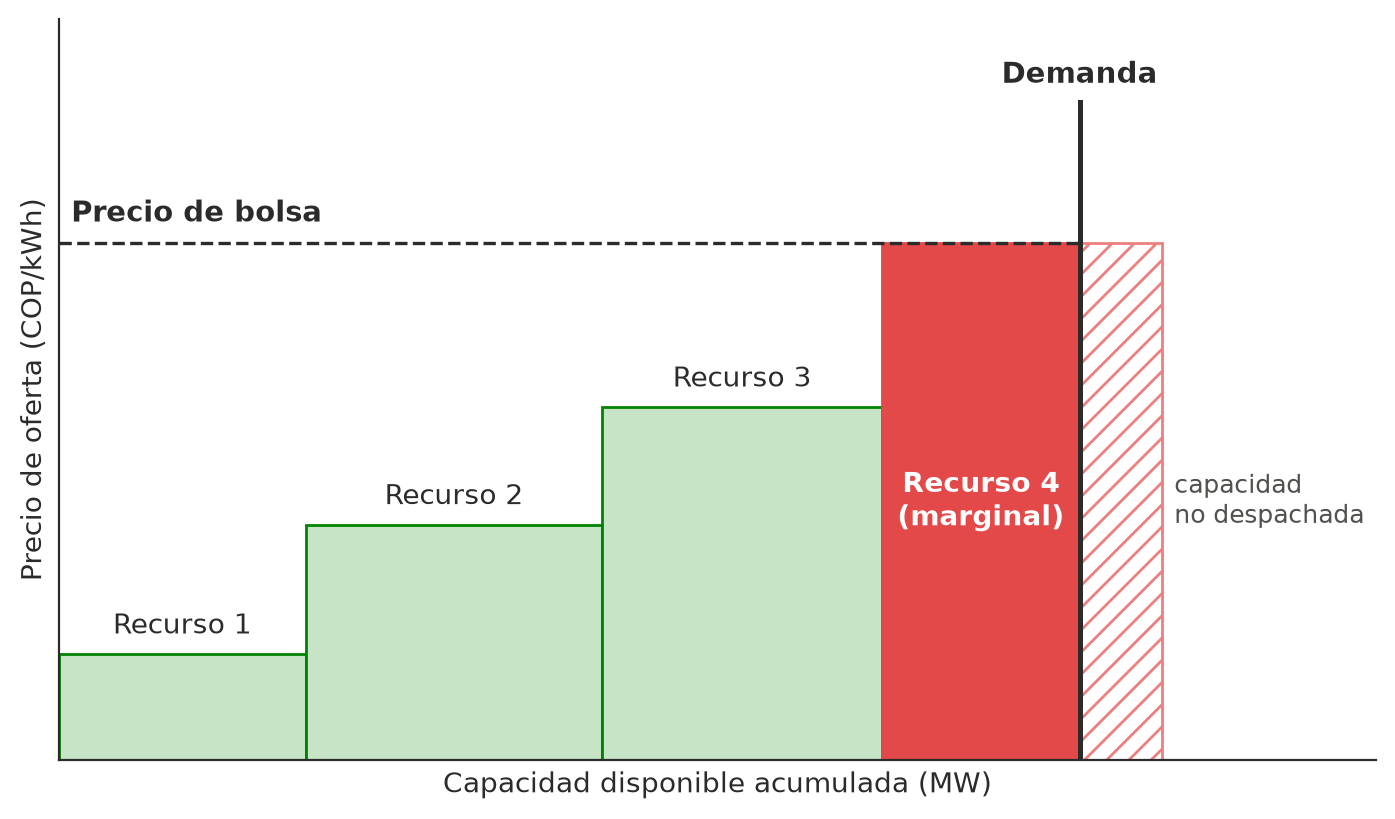 Demanda
Precio de bolsa
Recurso 3
Recurso 2
Recurso 4
(marginal)
capacidad
no despachada
Recurso 1
Precio de oferta (COP/kWh)
Capacidad disponible acumulada (MW)